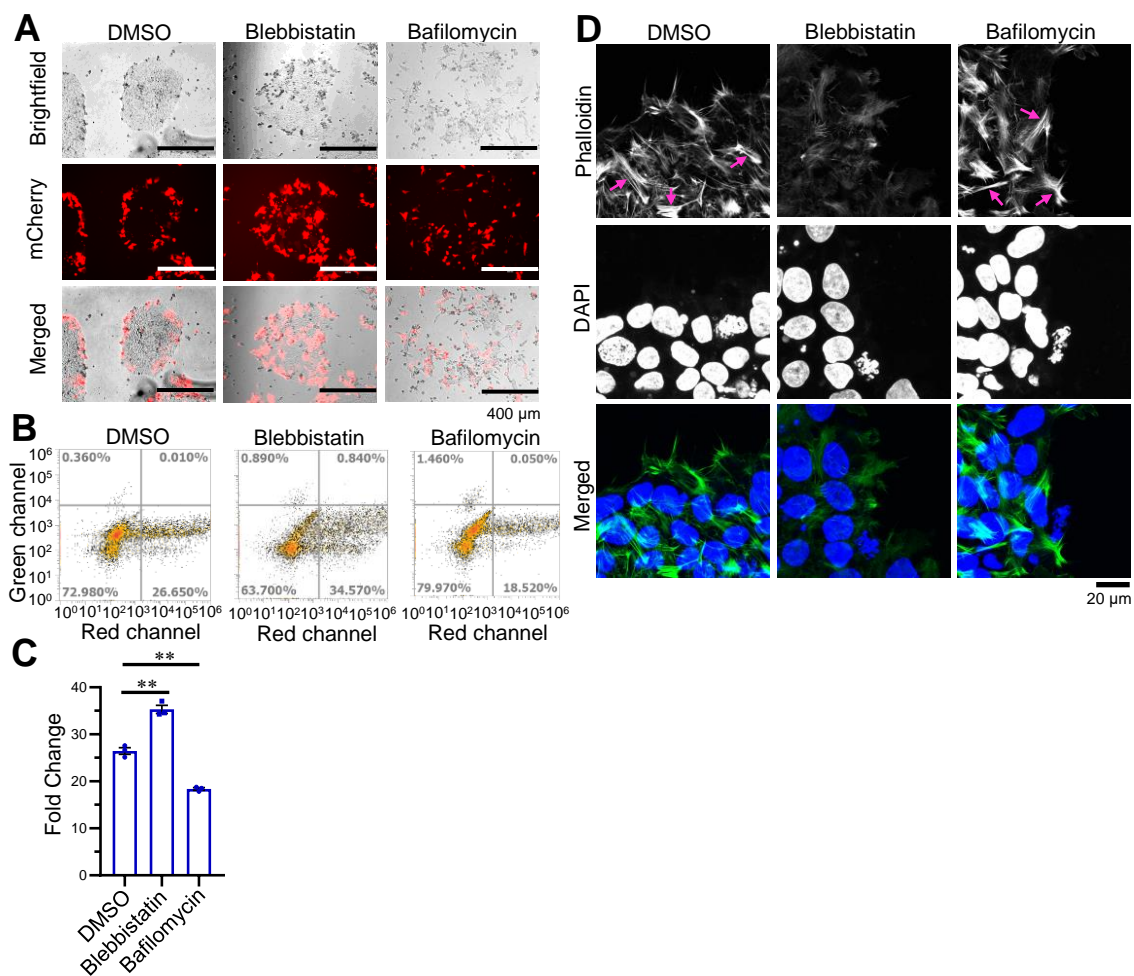 A
DMSO
Blebbistatin
Bafilomycin
Brightfield
mCherry
Merged
400 µm
B
DMSO
Blebbistatin
Bafilomycin
Green channel
10⁶
10⁵
10⁴
10³
10²
10¹
10⁰
0.360%
0.010%
72.980%
26.650%
0.890%
0.840%
63.700%
34.570%
1.460%
0.050%
79.970%
18.520%
10⁰10¹10²10³10⁴10⁵10⁶
10⁰10¹10²10³10⁴10⁵10⁶
10⁰10¹10²10³10⁴10⁵10⁶
Red channel
Red channel
Red channel
C
**
**
Fold Change
40
30
20
10
0
DMSO
Blebbistatin
Bafilomycin
D
DMSO
Blebbistatin
Bafilomycin
Phalloidin
DAPI
Merged
20 µm